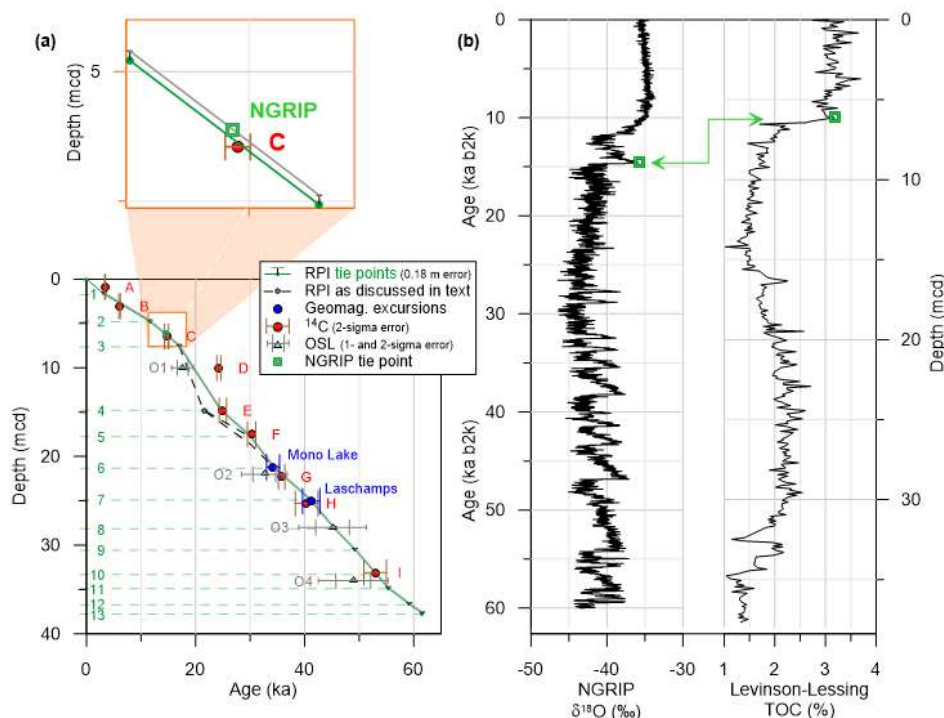 (a)
5
Depth (mcd)
NGRIP
C
0
10
20
30
40
Depth (mcd)
0
20
40
60
Age (ka)
1
2
3
4
5
6
7
8
9
10
11
12
13
A
B
C
D
E
F
G
H
I
O1
O2
O3
O4
Mono Lake
Laschamps
RPI tie points (0.18 m error)
RPI as discussed in text
Geomag. excursions
14C (2-sigma error)
OSL (1- and 2-sigma error)
NGRIP tie point
(b)
0
10
20
30
40
50
60
Age (ka b2k)
Age (ka b2k)
-50
-40
-30
NGRIP
δ18O (‰)
1
2
3
4
Levinson-Lessing
TOC (%)
0
10
20
30
Depth (mcd)
Depth (mcd)